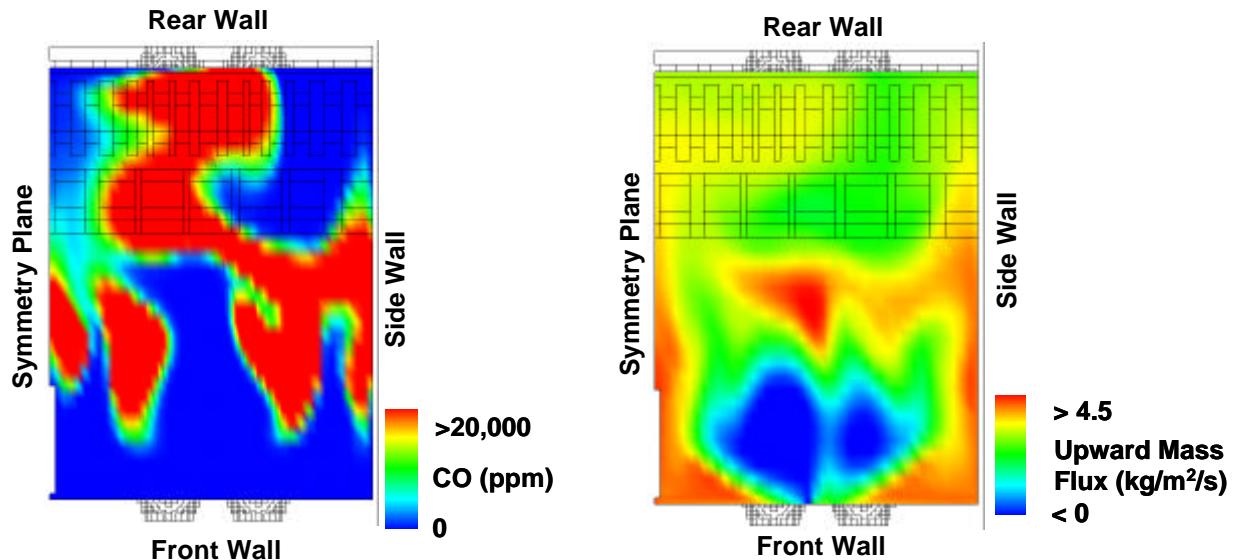 Rear Wall
Symmetry Plane
Side Wall
>20,000
CO (ppm)
0
Front Wall
Rear Wall
Symmetry Plane
Side Wall
> 4.5
Upward Mass
Flux (kg/m²/s)
< 0
Front Wall